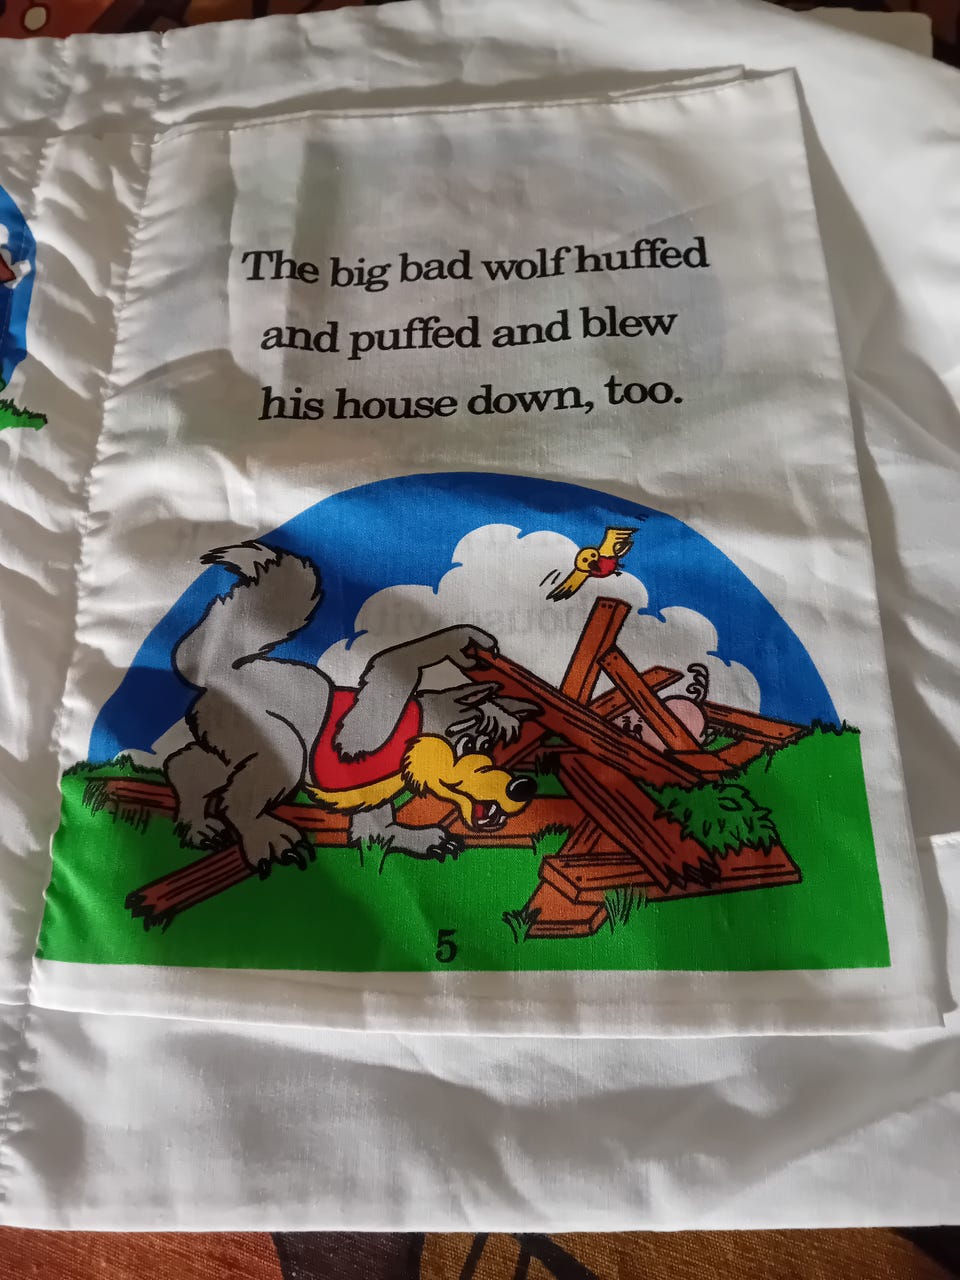 The big bad wolf huffed
and puffed and blew
his house down, too.
5